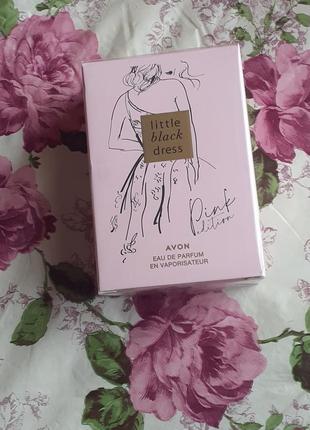 little
black
dress
Pink
Edition
AVON
EAU DE PARFUM
EN VAPORISATEUR